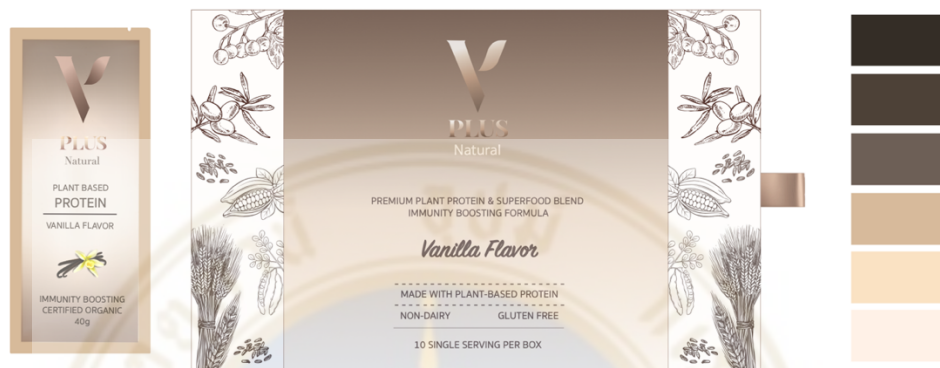 V
PLUS
Natural
PLANT BASED
PROTEIN
VANILLA FLAVOR
IMMUNITY BOOSTING
CERTIFIED ORGANIC
40g
V
PLUS
Natural
PREMIUM PLANT PROTEIN & SUPERFOOD BLEND
IMMUNITY BOOSTING FORMULA
Vanilla Flavor
MADE WITH PLANT-BASED PROTEIN
NON-DAIRY GLUTEN FREE
10 SINGLE SERVING PER BOX